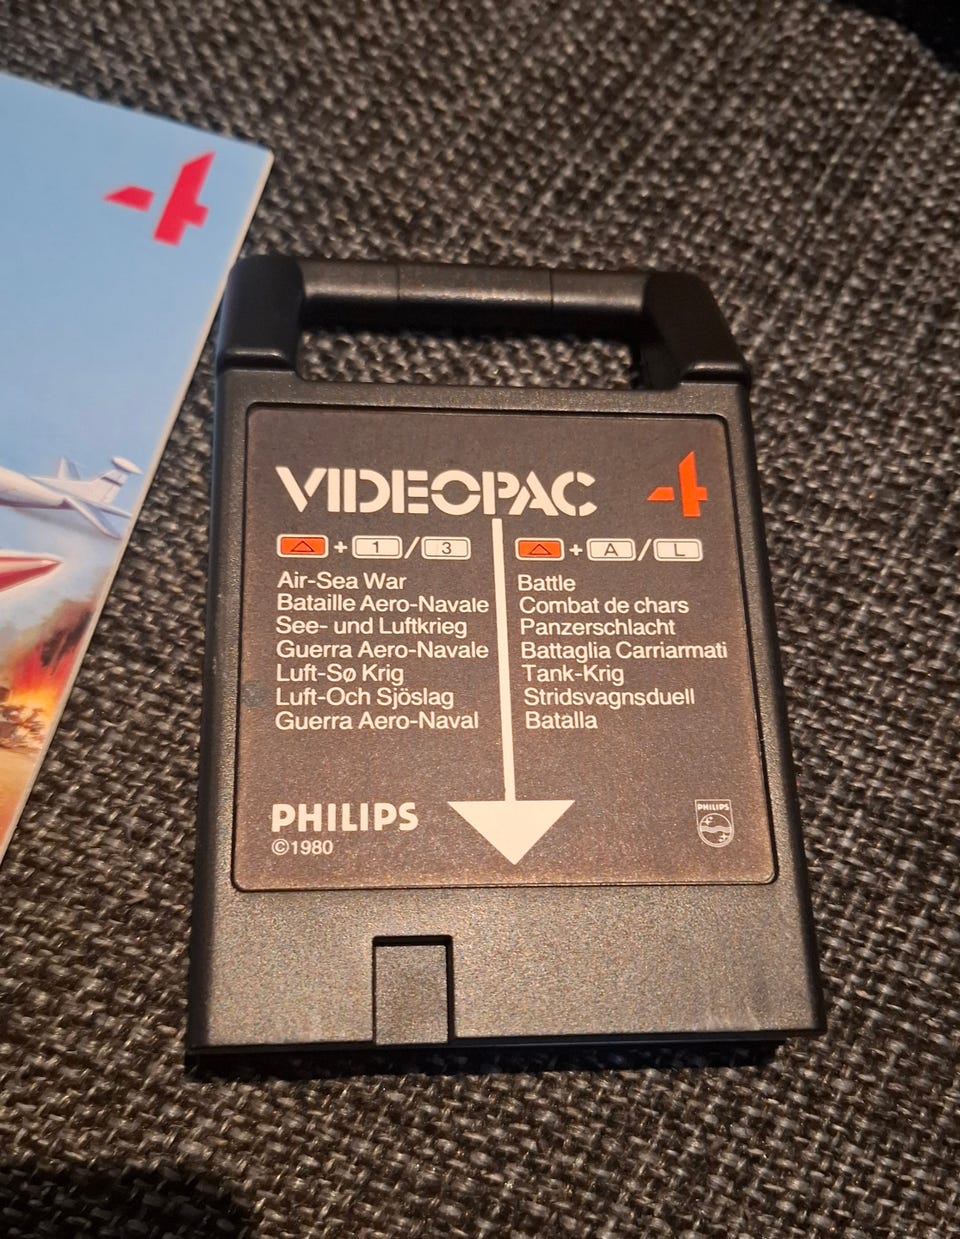 4
VIDEOPAC 4
△ + 1 / 3
Air-Sea War
Bataille Aero-Navale
See- und Luftkrieg
Guerra Aero-Navale
Luft-Sø Krig
Luft-Och Sjöslag
Guerra Aero-Naval
△ + A / L
Battle
Combat de chars
Panzerschlacht
Battaglia Carriarmati
Tank-Krig
Stridsvagnsduell
Batalla
PHILIPS
©1980
PHILIPS